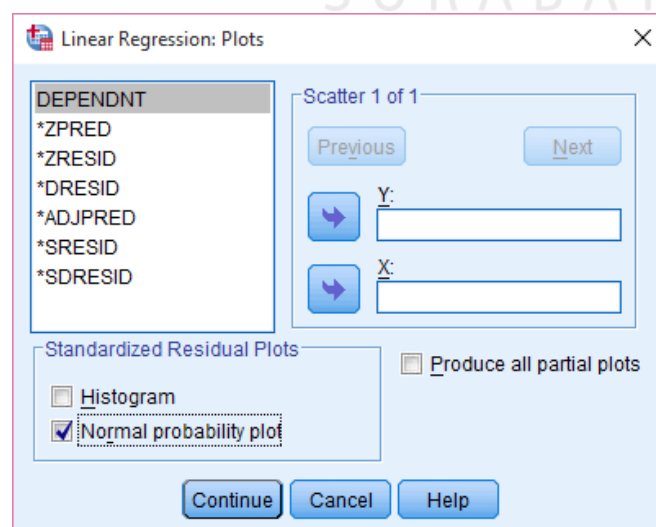 SURABAYA
Linear Regression: Plots
DEPENDNT
*ZPRED
*ZRESID
*DRESID
*ADJPRED
*SRESID
*SDRESID
Scatter 1 of 1
Previous
Next
Y:
X:
Standardized Residual Plots
Histogram
Normal probability plot
Produce all partial plots
Continue
Cancel
Help